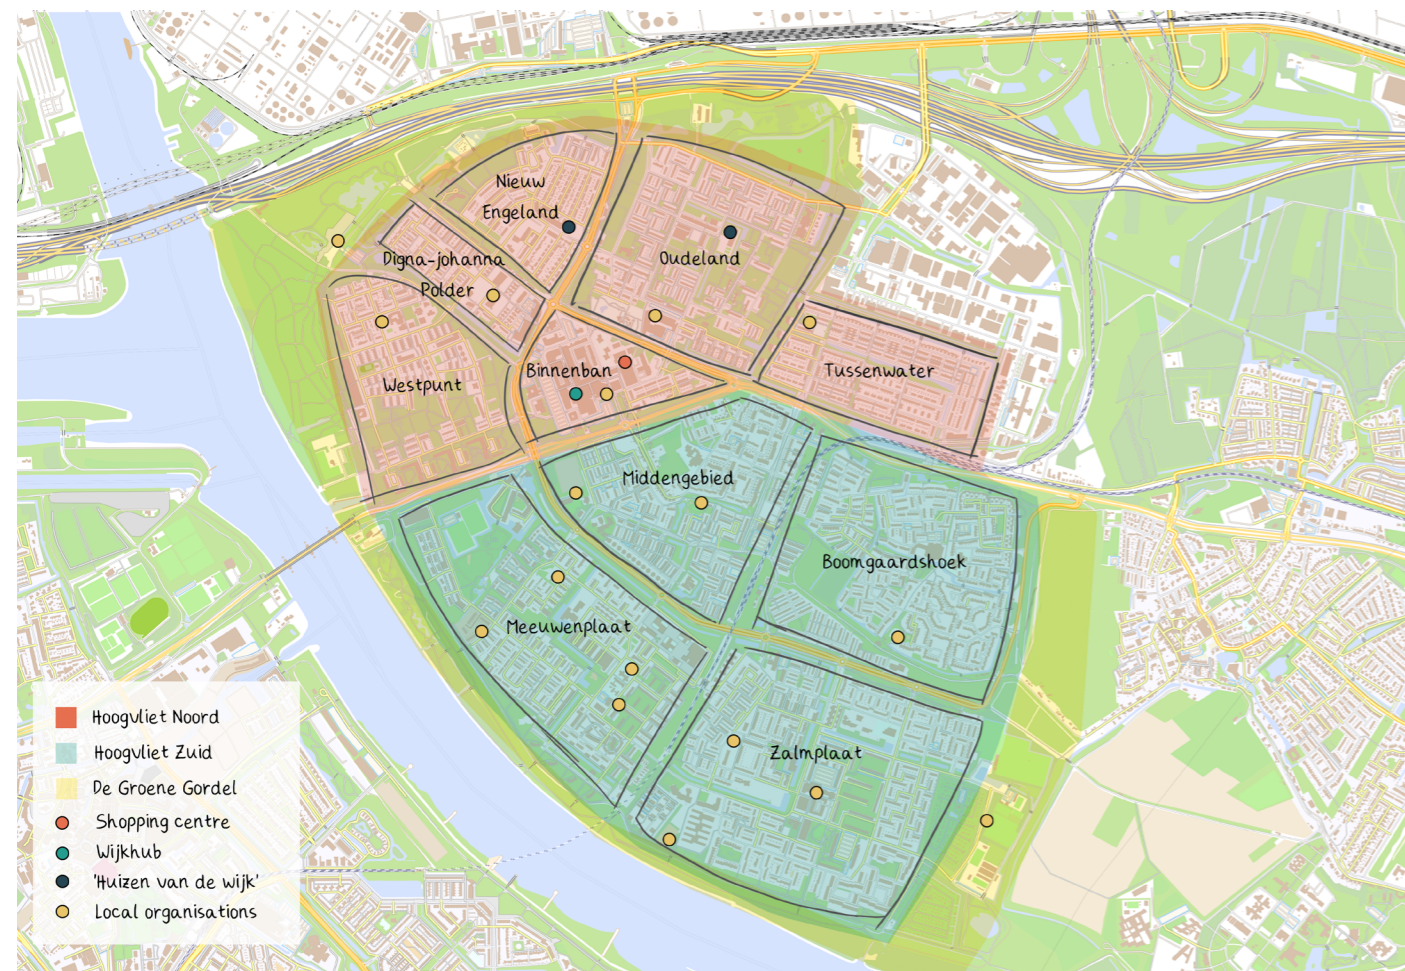 Nieuw
Engeland
Digna-johanna
Polder
Oudeland
Westpunt
Binnenban
Tussenwater
Middengebied
Boomgaardshoek
Meeuwenplaat
Zalmplaat
Hoogvliet Noord
Hoogvliet Zuid
De Groene Gordel
Shopping centre
Wijkhub
'Huizen van de wijk'
Local organisations